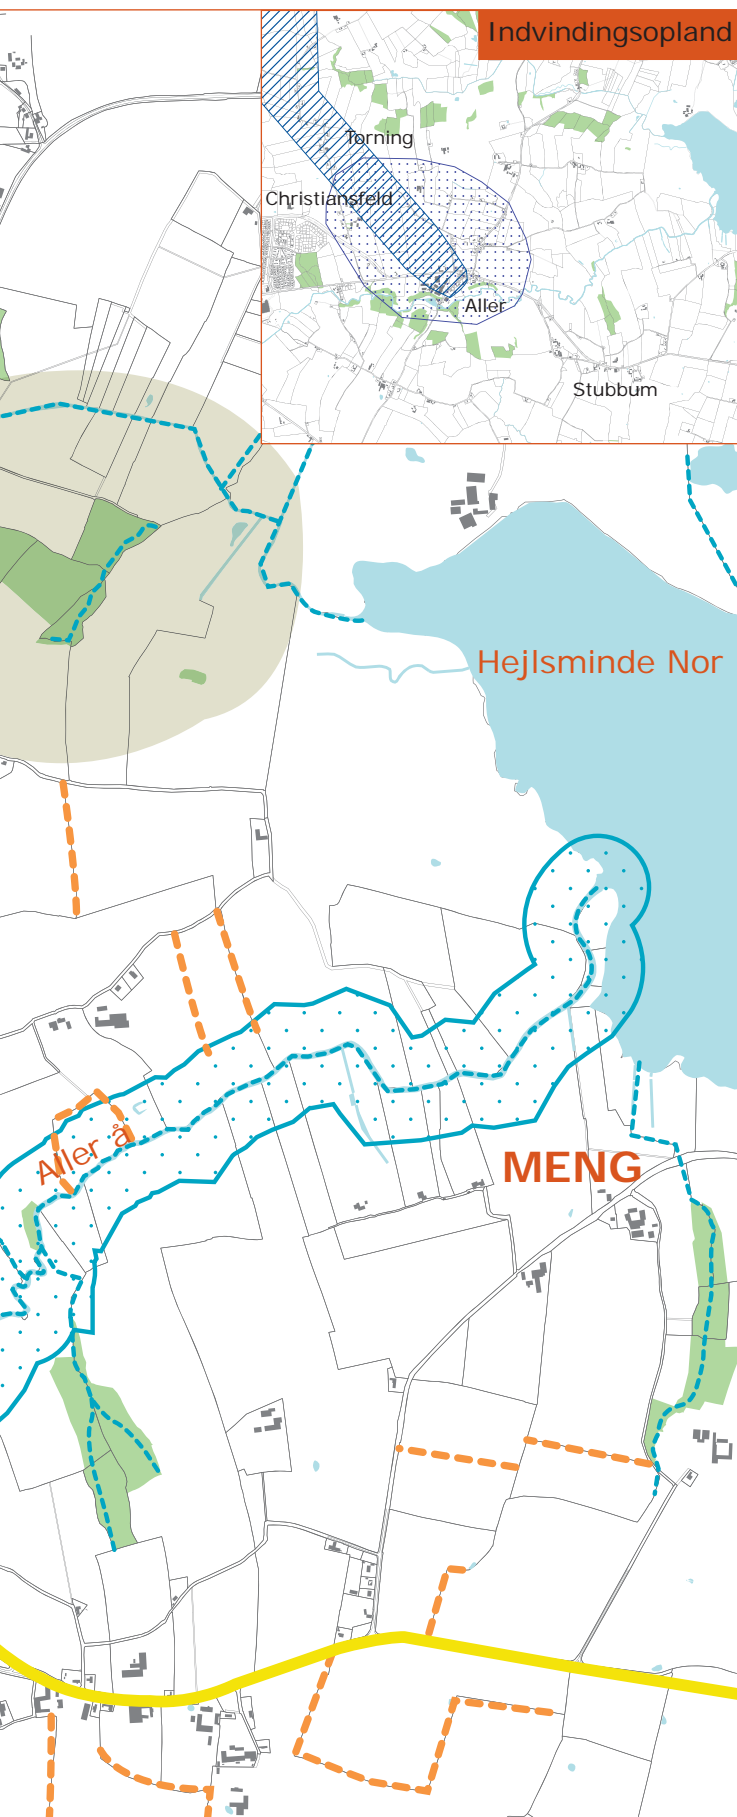 Indvindingsopland
Torning
Christiansfeld
Aller
Stubbum
Hejlsminde Nor
Aller å
MENG